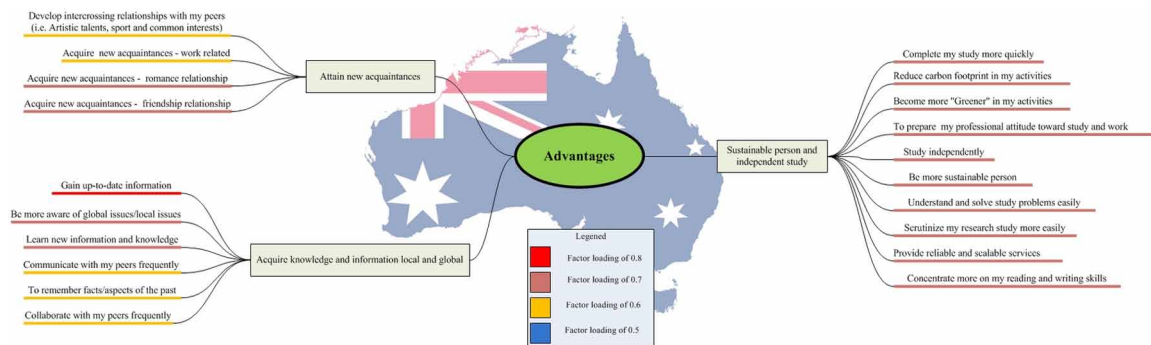 Develop intercrossing relationships with my peers
(i.e. Artistic talents, sport and common interests)
Acquire new acquaintances - work related
Acquire new acquaintances - romance relationship
Acquire new acquaintances - friendship relationship
Attain new acquaintances
Gain up-to-date information
Be more aware of global issues/local issues
Learn new information and knowledge
Communicate with my peers frequently
To remember facts/aspects of the past
Collaborate with my peers frequently
Acquire knowledge and information local and global
Advantages
Sustainable person and
independent study
Complete my study more quickly
Reduce carbon footprint in my activities
Become more "Greener" in my activities
To prepare my professional attitude toward study and work
Study independently
Be more sustainable person
Understand and solve study problems easily
Scrutinize my research study more easily
Provide reliable and scalable services
Concentrate more on my reading and writing skills
Legened
Factor loading of 0.8
Factor loading of 0.7
Factor loading of 0.6
Factor loading of 0.5